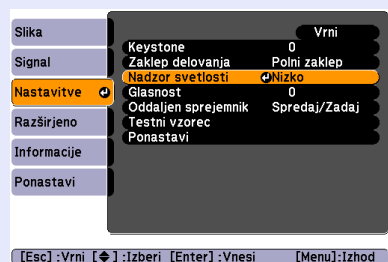 Slika
Signal
Nastavitve
Razširjeno
Informacije
Ponastavi
Vrni
Keystone 0
Zaklep delovanja Polni zaklep
Nadzor svetlosti Nizko
Glasnost 0
Oddaljen sprejemnik Spredaj/Zadaj
Testni vzorec
Ponastavi
[Esc] :Vrni [◆] :Izberi [Enter] :Vnesi [Menu]:Izhod